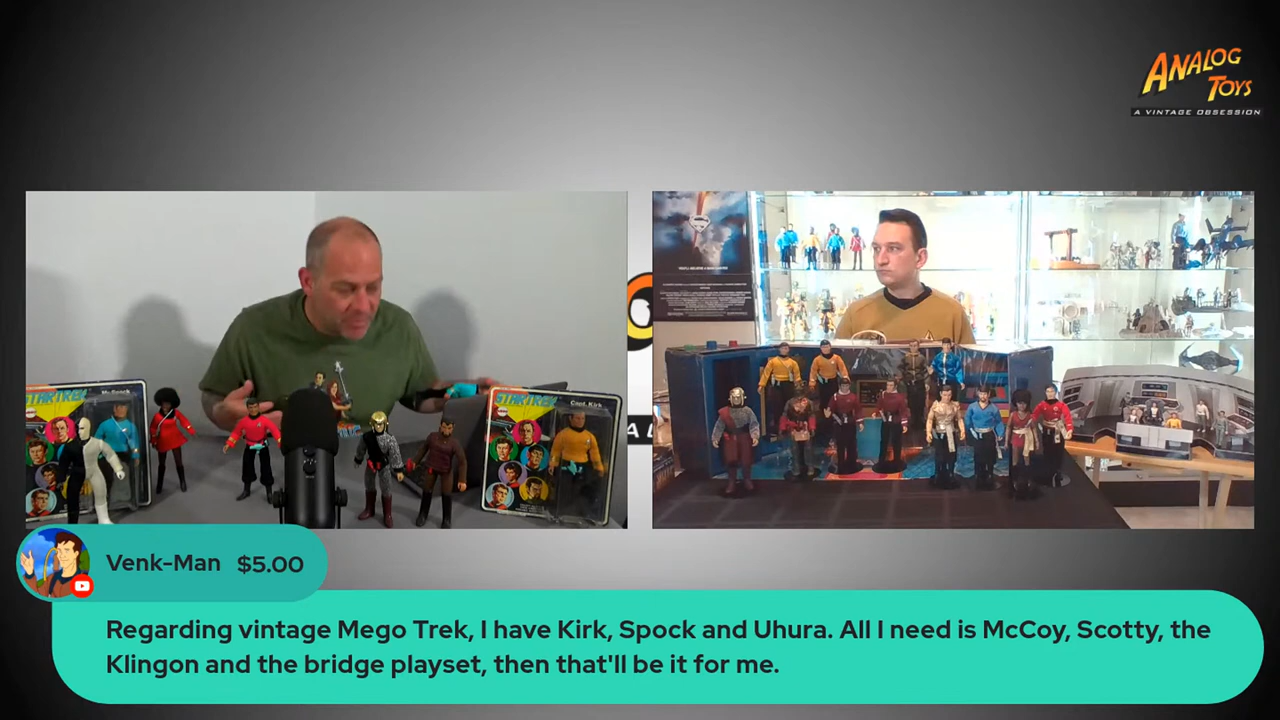 ANALOG
TOYS
A VINTAGE OBSESSION
STAR TREK
Mr. Spock
STAR TREK
Capt. Kirk
Venk-Man $5.00
Regarding vintage Mego Trek, I have Kirk, Spock and Uhura. All I need is McCoy, Scotty, the
Klingon and the bridge playset, then that'll be it for me.